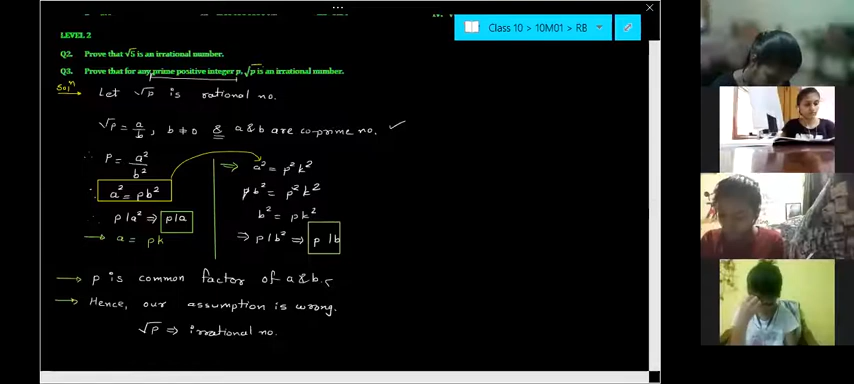 Class 10 > 10M01 > RB
LEVEL 2
Q2. Prove that √5 is an irrational number.
Q3. Prove that for any prime positive integer p, √p is an irrational number.
Solⁿ Let √p is rational no.
√p = a/b, b ≠ 0 & a & b are co-prime no. ✓
∴ P = a²/b²
∴ a² = pb²
∴ p | a² ⇒ p | a
→ a = pk
⇒ a² = p²k²
pb² = p²k²
b² = pk²
⇒ p | b² ⇒ p | b
→ p is common factor of a & b.
→ Hence, our assumption is wrong.
√p ⇒ irrational no.